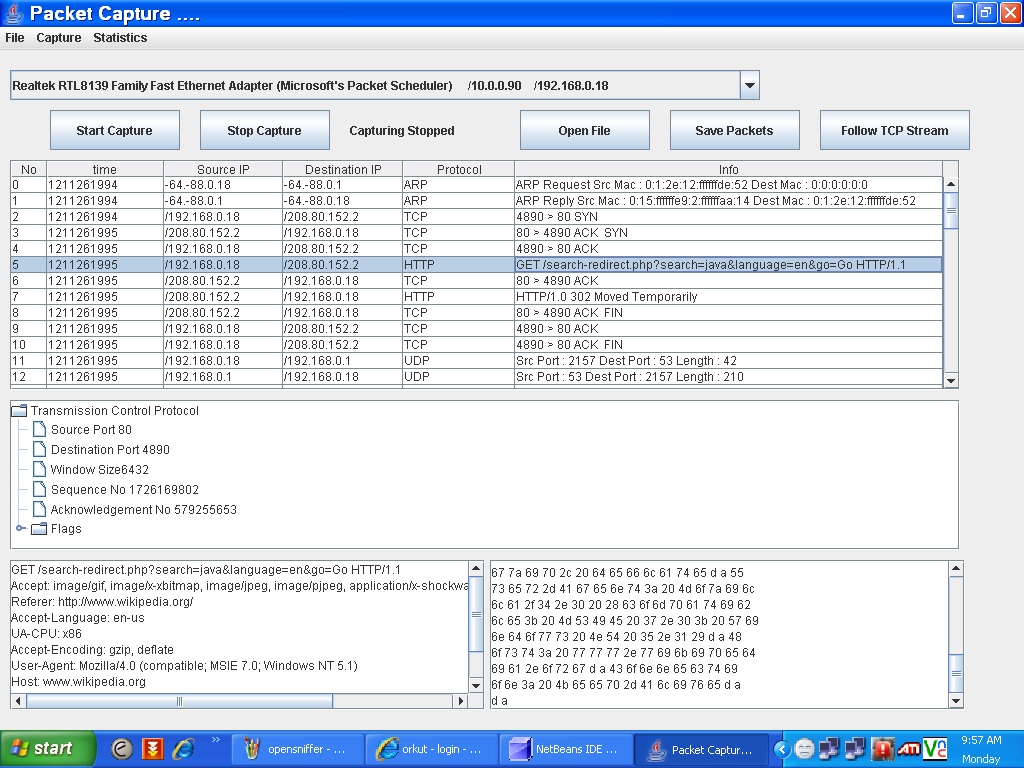 Packet Capture ....
File Capture Statistics
Realtek RTL8139 Family Fast Ethernet Adapter (Microsoft's Packet Scheduler) /10.0.0.90 /192.168.0.18
Start Capture Stop Capture Capturing Stopped Open File Save Packets Follow TCP Stream
No time Source IP Destination IP Protocol Info
0 1211261994 -64.-88.0.18 -64.-88.0.1 ARP ARP Request Src Mac : 0:1:2e:12:ffffffde:52 Dest Mac : 0:0:0:0:0:0
1 1211261994 -64.-88.0.1 -64.-88.0.18 ARP ARP Reply Src Mac : 0:15:fffffe9:2:ffffffaa:14 Dest Mac : 0:1:2e:12:ffffffde:52
2 1211261994 /192.168.0.18 /208.80.152.2 TCP 4890 > 80 SYN
3 1211261995 /208.80.152.2 /192.168.0.18 TCP 80 > 4890 ACK SYN
4 1211261995 /192.168.0.18 /208.80.152.2 TCP 4890 > 80 ACK
5 1211261995 /192.168.0.18 /208.80.152.2 HTTP GET /search-redirect.php?search=java&language=en&go=Go HTTP/1.1
6 1211261995 /208.80.152.2 /192.168.0.18 TCP 80 > 4890 ACK
7 1211261995 /208.80.152.2 /192.168.0.18 HTTP HTTP/1.0 302 Moved Temporarily
8 1211261995 /208.80.152.2 /192.168.0.18 TCP 80 > 4890 ACK FIN
9 1211261995 /192.168.0.18 /208.80.152.2 TCP 4890 > 80 ACK
10 1211261995 /192.168.0.18 /208.80.152.2 TCP 4890 > 80 ACK FIN
11 1211261995 /192.168.0.18 /192.168.0.1 UDP Src Port : 2157 Dest Port : 53 Length : 42
12 1211261995 /192.168.0.1 /192.168.0.18 UDP Src Port : 53 Dest Port : 2157 Length : 210
Transmission Control Protocol
Source Port 80
Destination Port 4890
Window Size6432
Sequence No 1726169802
Acknowledgement No 579255653
Flags
GET /search-redirect.php?search=java&language=en&go=Go HTTP/1.1
Accept: image/gif, image/x-xbitmap, image/jpeg, image/pjpeg, application/x-shockwa
Referer: http://www.wikipedia.org/
Accept-Language: en-us
UA-CPU: x86
Accept-Encoding: gzip, deflate
User-Agent: Mozilla/4.0 (compatible; MSIE 7.0; Windows NT 5.1)
Host: www.wikipedia.org
67 7a 69 70 2c 20 64 65 66 6c 61 74 65 d a 55
73 65 72 2d 41 67 65 6e 74 3a 20 4d 6f 7a 69 6c
6c 61 2f 34 2e 30 20 28 63 6f 6d 70 61 74 69 62
6c 65 3b 20 4d 53 49 45 20 37 2e 30 3b 20 57 69
6e 64 6f 77 73 20 4e 54 20 35 2e 31 29 d a 48
6f 73 74 3a 20 77 77 77 2e 77 69 6b 69 70 65 64
69 61 2e 6f 72 67 d a 43 6f 6e 6e 65 63 74 69
6f 6e 3a 20 4b 65 65 70 2d 41 6c 69 76 65 d a
d a
start opensniffer - ... orkut - login - ... NetBeans IDE ... Packet Captur... 9:57 AM
Monday